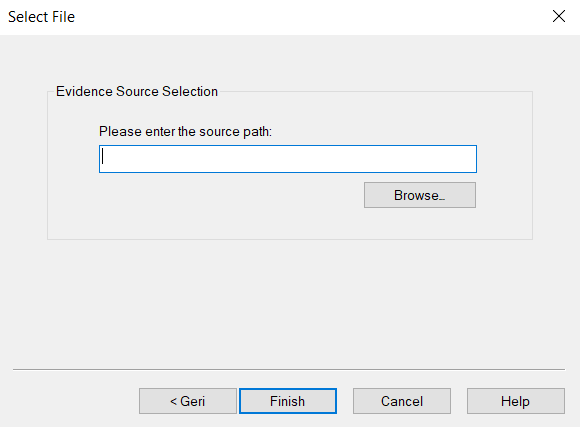 Select File
Evidence Source Selection
Please enter the source path:
Browse...
< Geri
Finish
Cancel
Help